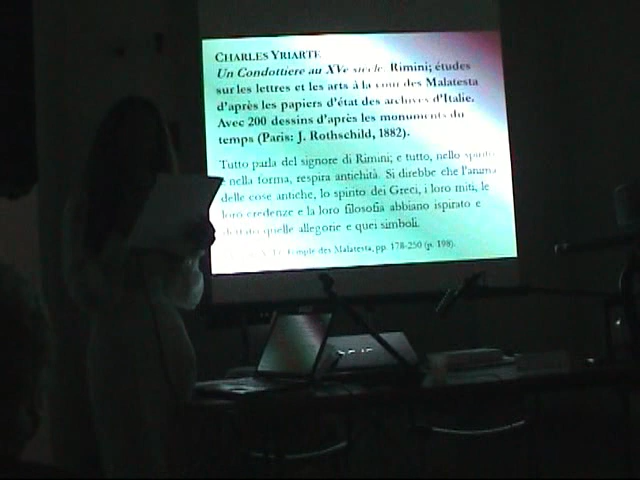 CHARLES YRIARTE
Un Condottiere au XVe siècle. Rimini; études
sur les lettres et les arts à la cour des Malatesta
d'après les papiers d'état des archives d'Italie.
Avec 200 dessins d'après les monuments du
temps (Paris: J. Rothschild, 1882).
Tutto parla del signore di Rimini; e tutto, nello spirito
e nella forma, respira antichità. Si direbbe che l'anima
delle cose antiche, lo spirito dei Greci, i loro miti, le
loro credenze e la loro filosofia abbiano ispirato e
dettato quelle allegorie e quei simboli.
Temple des Malatesta, pp. 178-250 (p. 198).